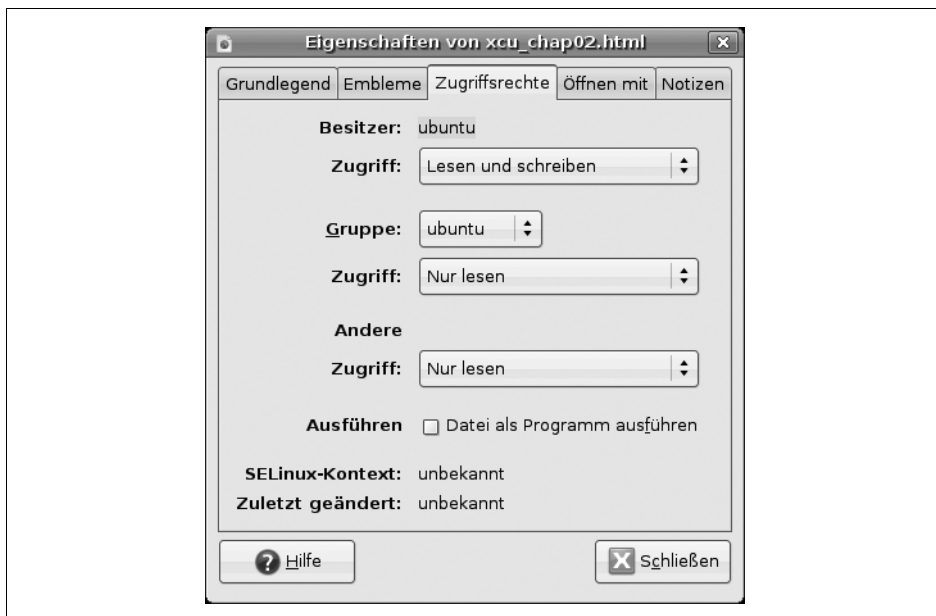 Eigenschaften von xcu_chap02.html
Grundlegend Embleme Zugriffsrechte Öffnen mit Notizen
Besitzer: ubuntu
Zugriff: Lesen und schreiben
Gruppe: ubuntu
Zugriff: Nur lesen
Andere
Zugriff: Nur lesen
Ausführen Datei als Programm ausführen
SELinux-Kontext: unbekannt
Zuletzt geändert: unbekannt
Hilfe Schließen